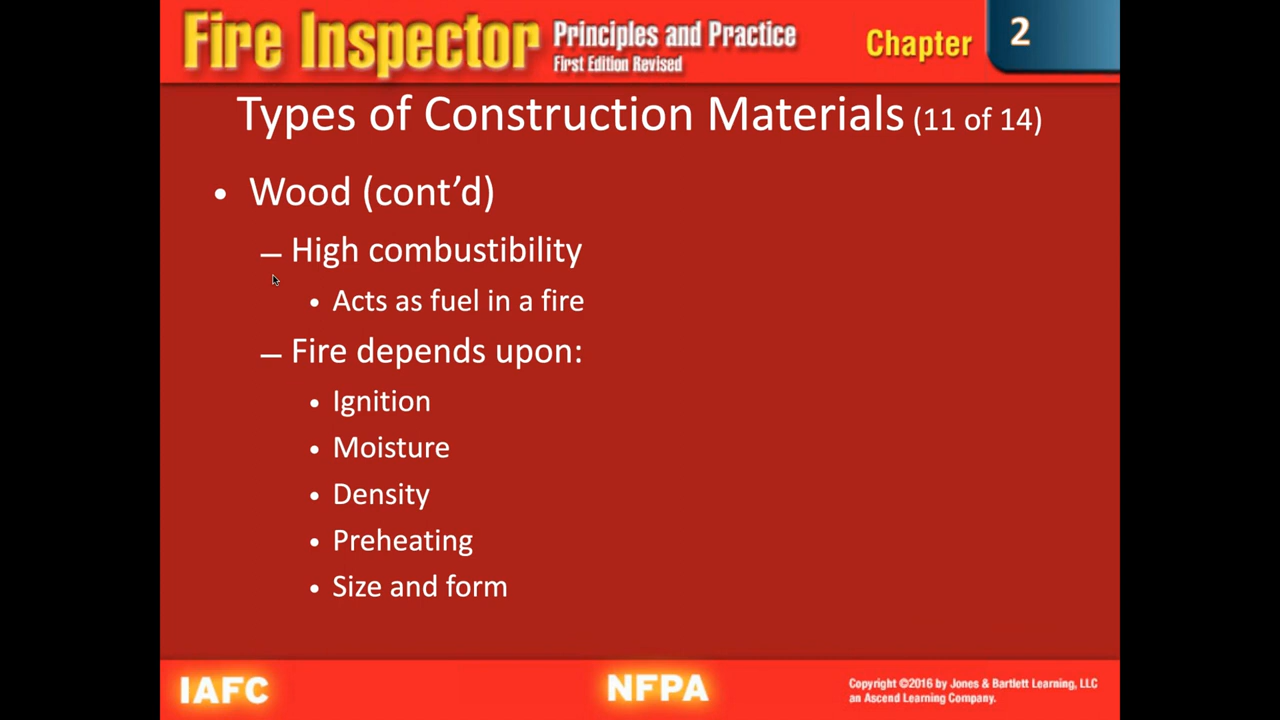 Fire Inspector Principles and Practice
First Edition Revised
Chapter 2
Types of Construction Materials (11 of 14)
• Wood (cont’d)
– High combustibility
• Acts as fuel in a fire
– Fire depends upon:
• Ignition
• Moisture
• Density
• Preheating
• Size and form
IAFC
NFPA
Copyright ©2016 by Jones & Bartlett Learning, LLC
an Ascend Learning Company.